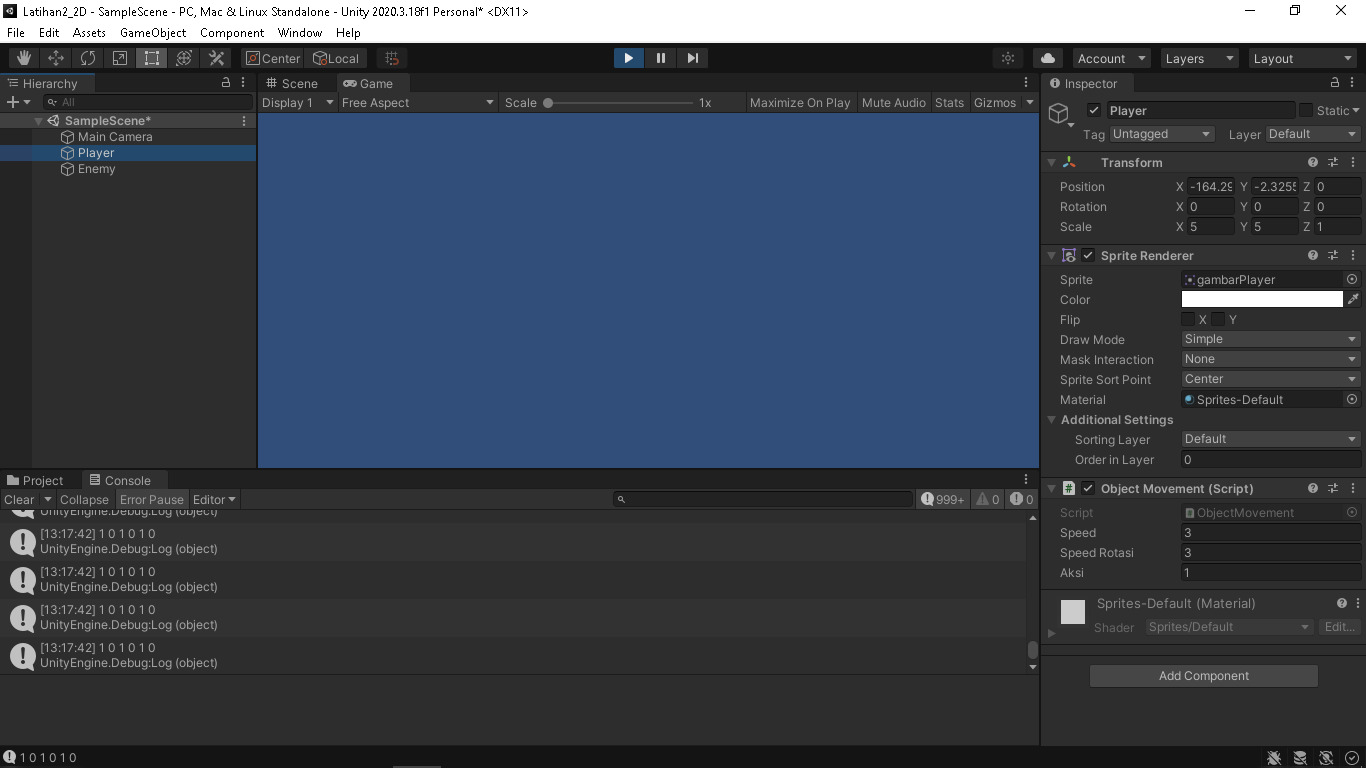 Latihan2_2D - SampleScene - PC, Mac & Linux Standalone - Unity 2020.3.18f1 Personal* <DX11>
File Edit Assets GameObject Component Window Help
Center Local Account Layers Layout
Hierarchy
All
SampleScene*
Main Camera
Player
Enemy
Scene Game
Display 1 Free Aspect Scale 1x Maximize On Play Mute Audio Stats Gizmos
Project Console
Clear Collapse Error Pause Editor 999+ 0 0
UnityEngine.Debug:Log (object)
[13:17:42] 1 0 1 0 1 0
UnityEngine.Debug:Log (object)
[13:17:42] 1 0 1 0 1 0
UnityEngine.Debug:Log (object)
[13:17:42] 1 0 1 0 1 0
UnityEngine.Debug:Log (object)
[13:17:42] 1 0 1 0 1 0
UnityEngine.Debug:Log (object)
1 0 1 0 1 0
Inspector
Player Static
Tag Untagged Layer Default
Transform
Position X -164.29 Y -2.3255 Z 0
Rotation X 0 Y 0 Z 0
Scale X 5 Y 5 Z 1
Sprite Renderer
Sprite gambarPlayer
Color
Flip X Y
Draw Mode Simple
Mask Interaction None
Sprite Sort Point Center
Material Sprites-Default
Additional Settings
Sorting Layer Default
Order in Layer 0
# Object Movement (Script)
Script ObjectMovement
Speed 3
Speed Rotasi 3
Aksi 1
Sprites-Default (Material)
Shader Sprites/Default Edit...
Add Component